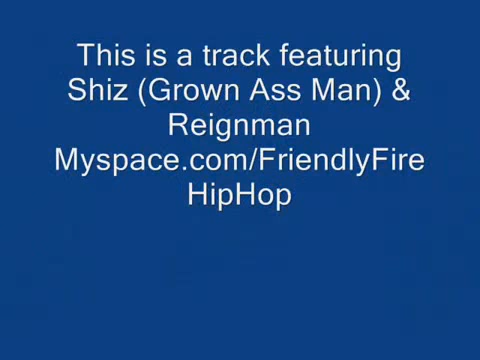 This is a track featuring
Shiz (Grown Ass Man) &
Reignman
Myspace.com/FriendlyFire
HipHop